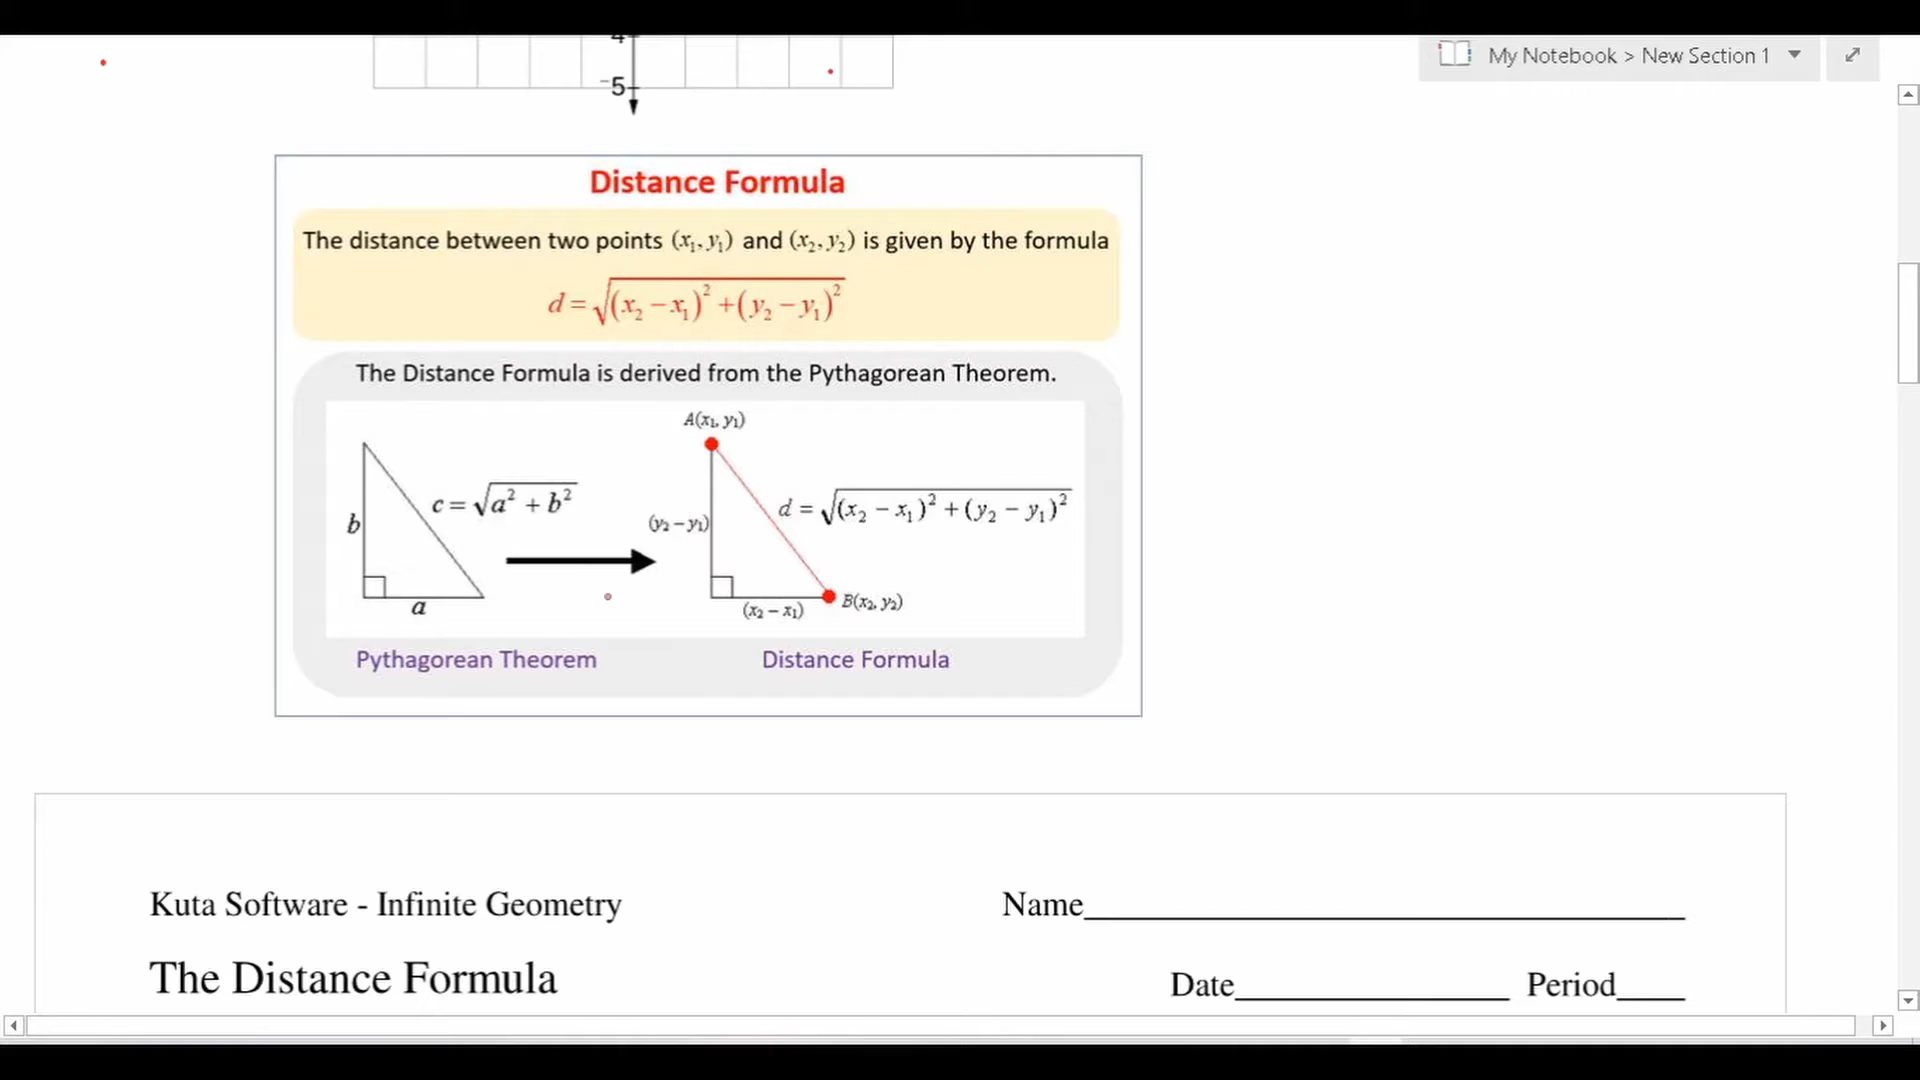 4
My Notebook > New Section 1
-5
Distance Formula
The distance between two points (x₁, y₁) and (x₂, y₂) is given by the formula
d = √(x₂ − x₁)² + (y₂ − y₁)²
The Distance Formula is derived from the Pythagorean Theorem.
A(x₁, y₁)
c = √a² + b²
d = √(x₂ − x₁)² + (y₂ − y₁)²
b
(y₂ − y₁)
a
(x₂ − x₁)
B(x₂, y₂)
Pythagorean Theorem
Distance Formula
Kuta Software - Infinite Geometry
Name
The Distance Formula
Date
Period